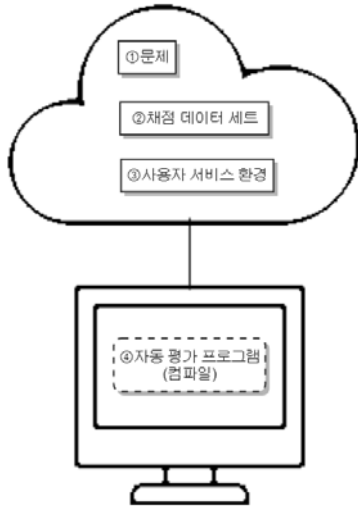 ①문제
②채점 데이터 세트
③사용자 서비스 환경
④자동 평가 프로그램
(컴파일)